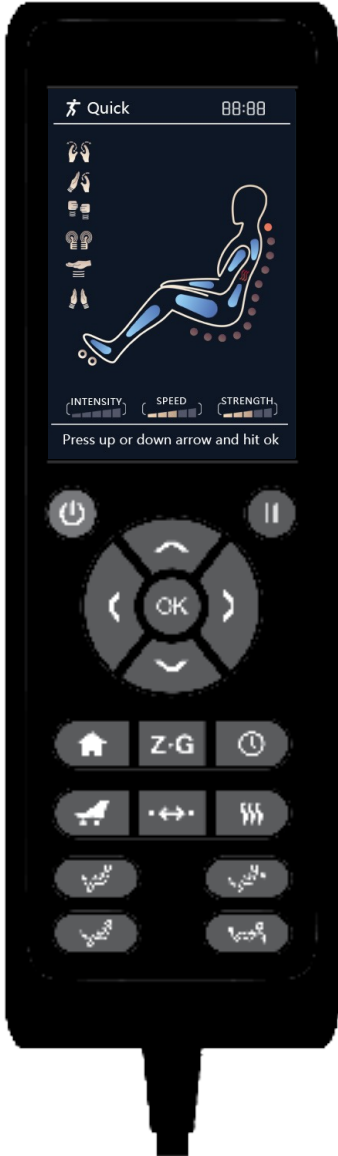 Quick 88:88
INTENSITY SPEED STRENGTH
Press up or down arrow and hit ok
OK
Z·G